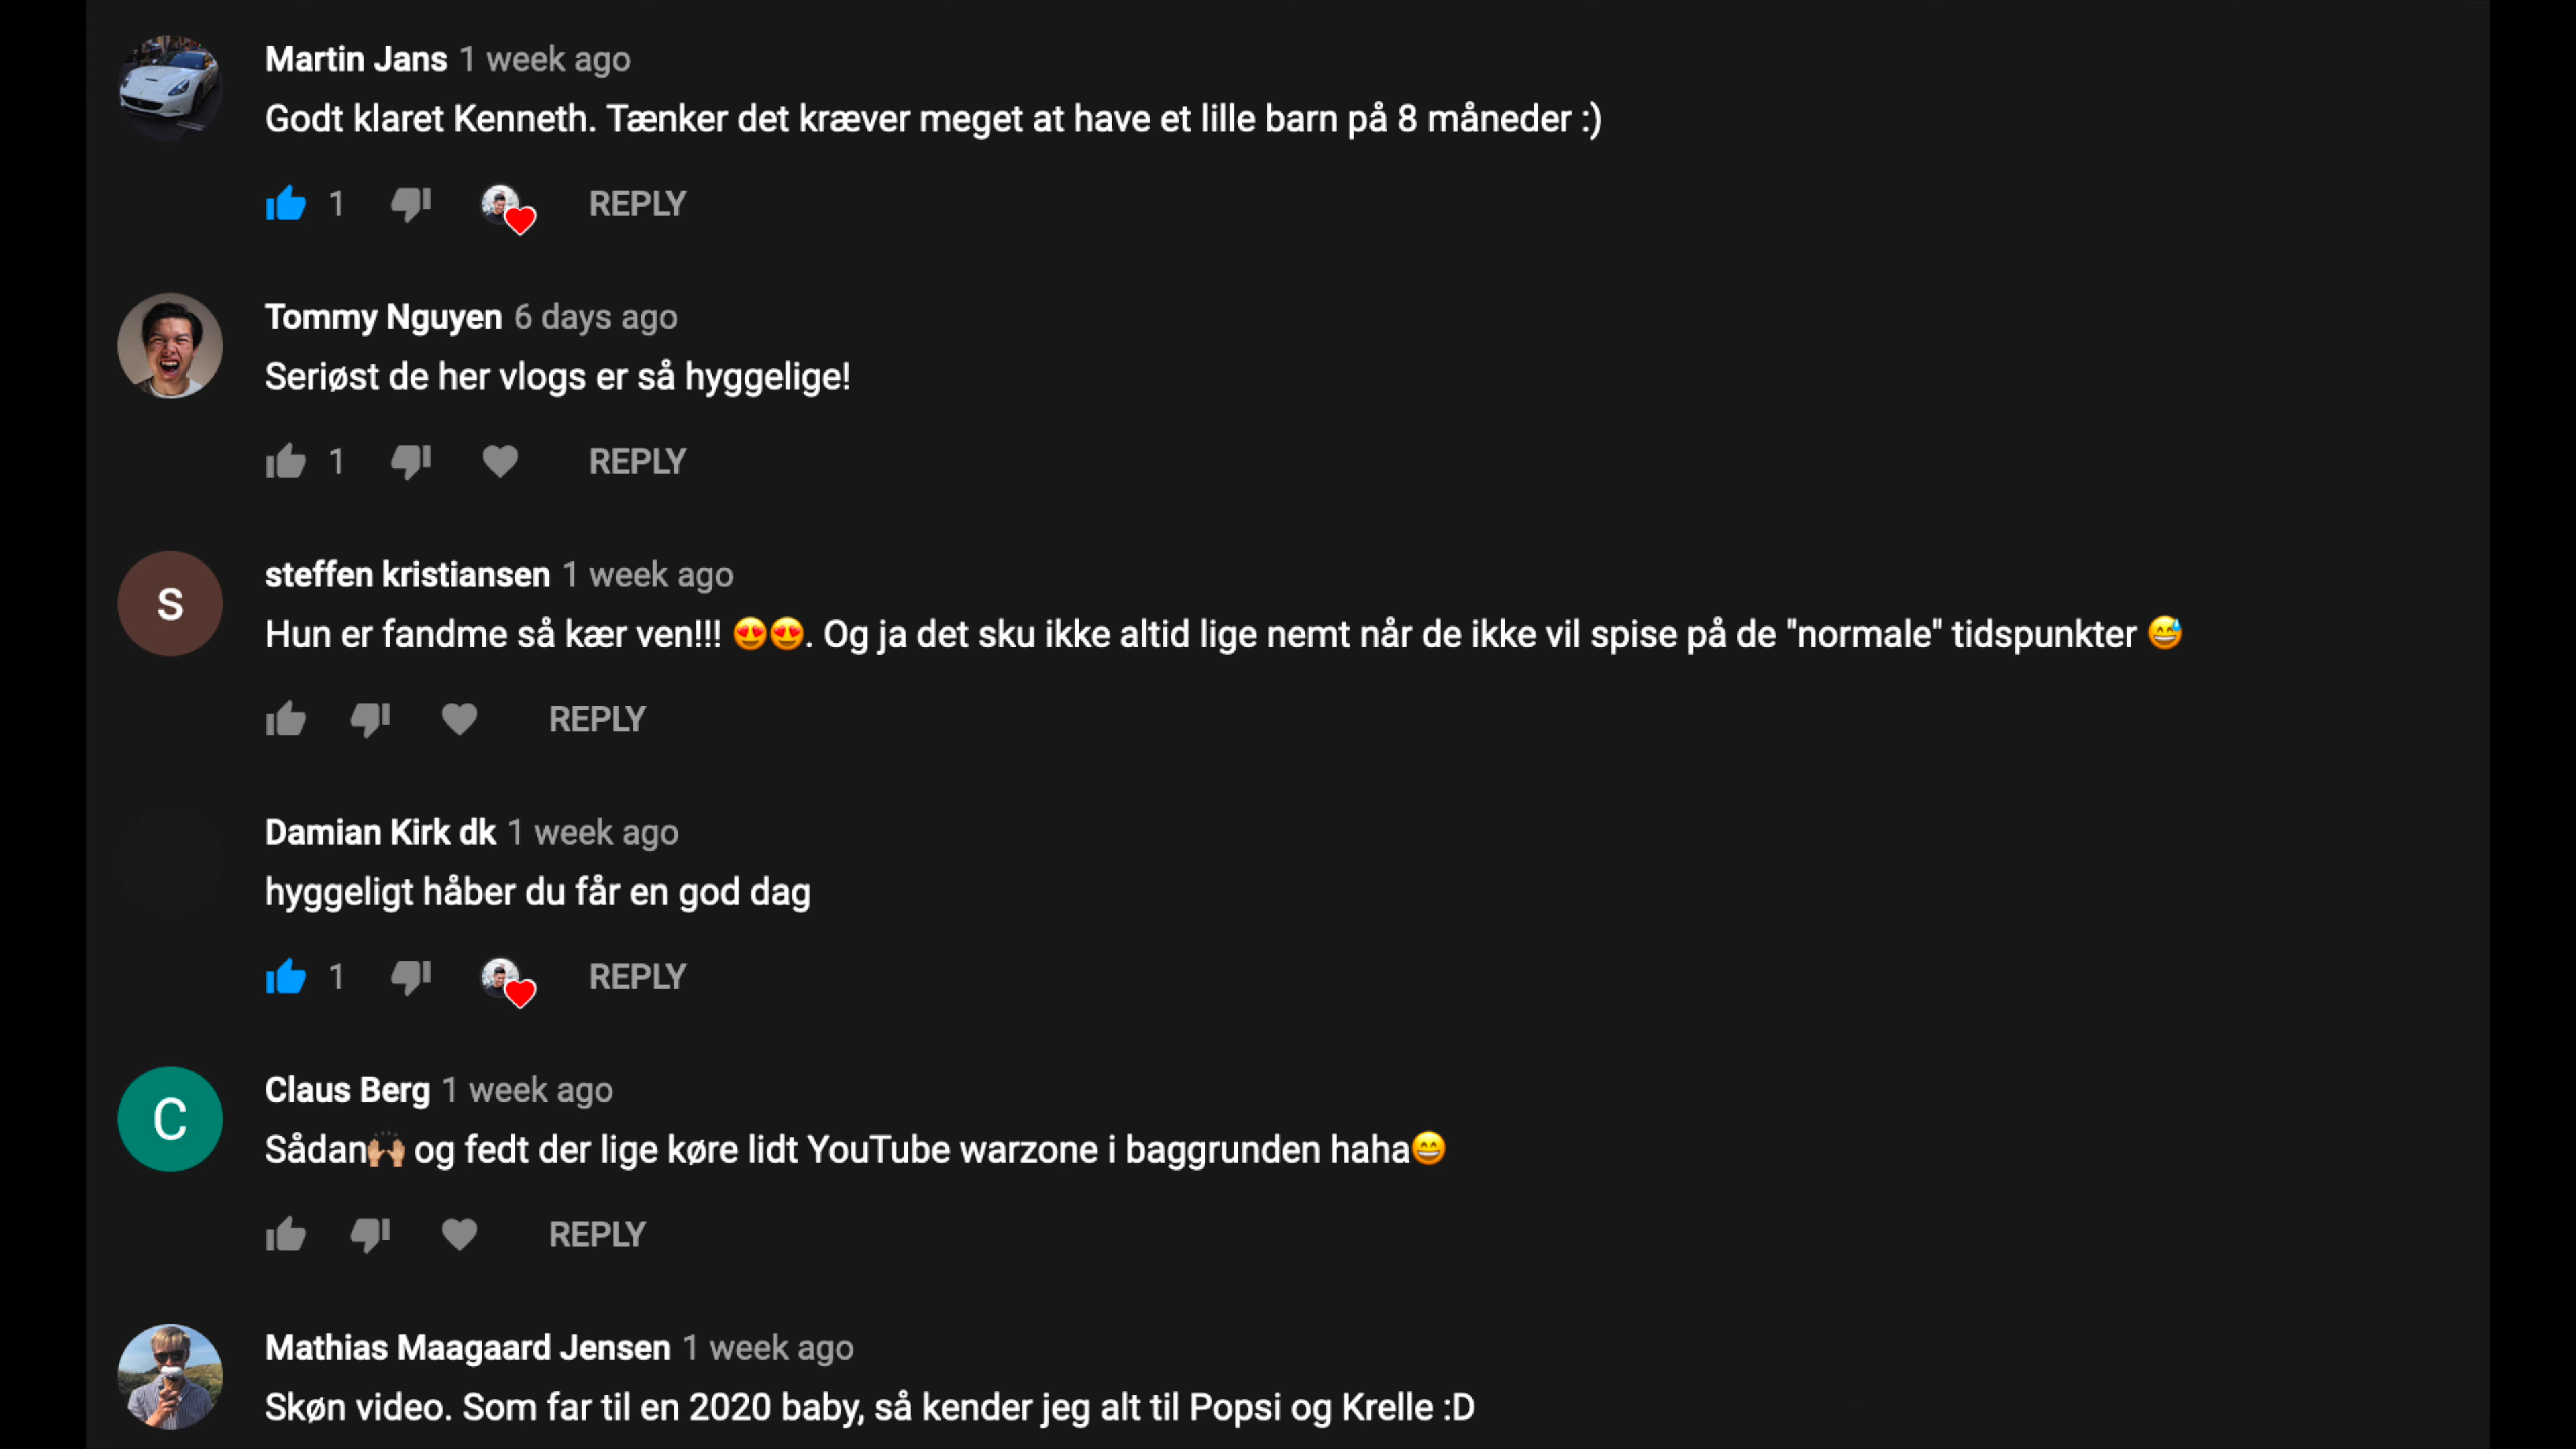 Martin Jans 1 week ago
Godt klaret Kenneth. Tænker det kræver meget at have et lille barn på 8 måneder :)
1 REPLY
Tommy Nguyen 6 days ago
Seriøst de her vlogs er så hyggelige!
1 REPLY
S
steffen kristiansen 1 week ago
Hun er fandme så kær ven!!! 😍😍. Og ja det sku ikke altid lige nemt når de ikke vil spise på de "normale" tidspunkter 😅
REPLY
Damian Kirk dk 1 week ago
hyggeligt håber du får en god dag
1 REPLY
C
Claus Berg 1 week ago
Sådan🙌🏼 og fedt der lige køre lidt YouTube warzone i baggrunden haha😄
REPLY
Mathias Maagaard Jensen 1 week ago
Skøn video. Som far til en 2020 baby, så kender jeg alt til Popsi og Krelle :D